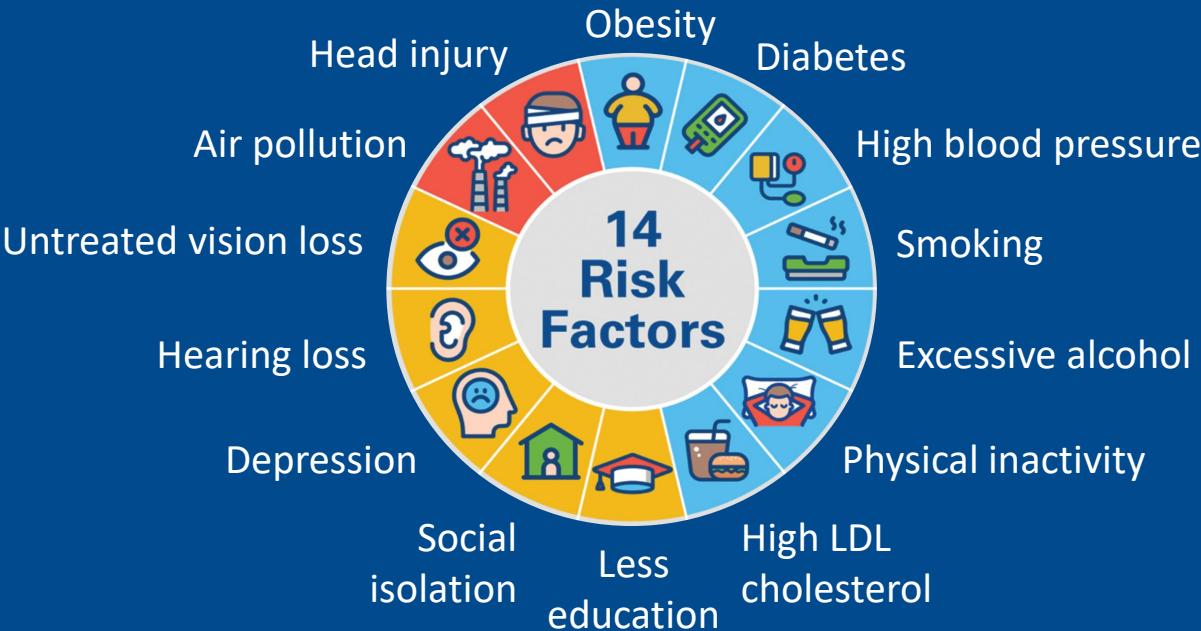 Obesity
Head injury
Diabetes
Air pollution
High blood pressure
Untreated vision loss
14
Risk
Factors
Smoking
Hearing loss
Excessive alcohol
Depression
Physical inactivity
Social
isolation
Less
education
High LDL
cholesterol